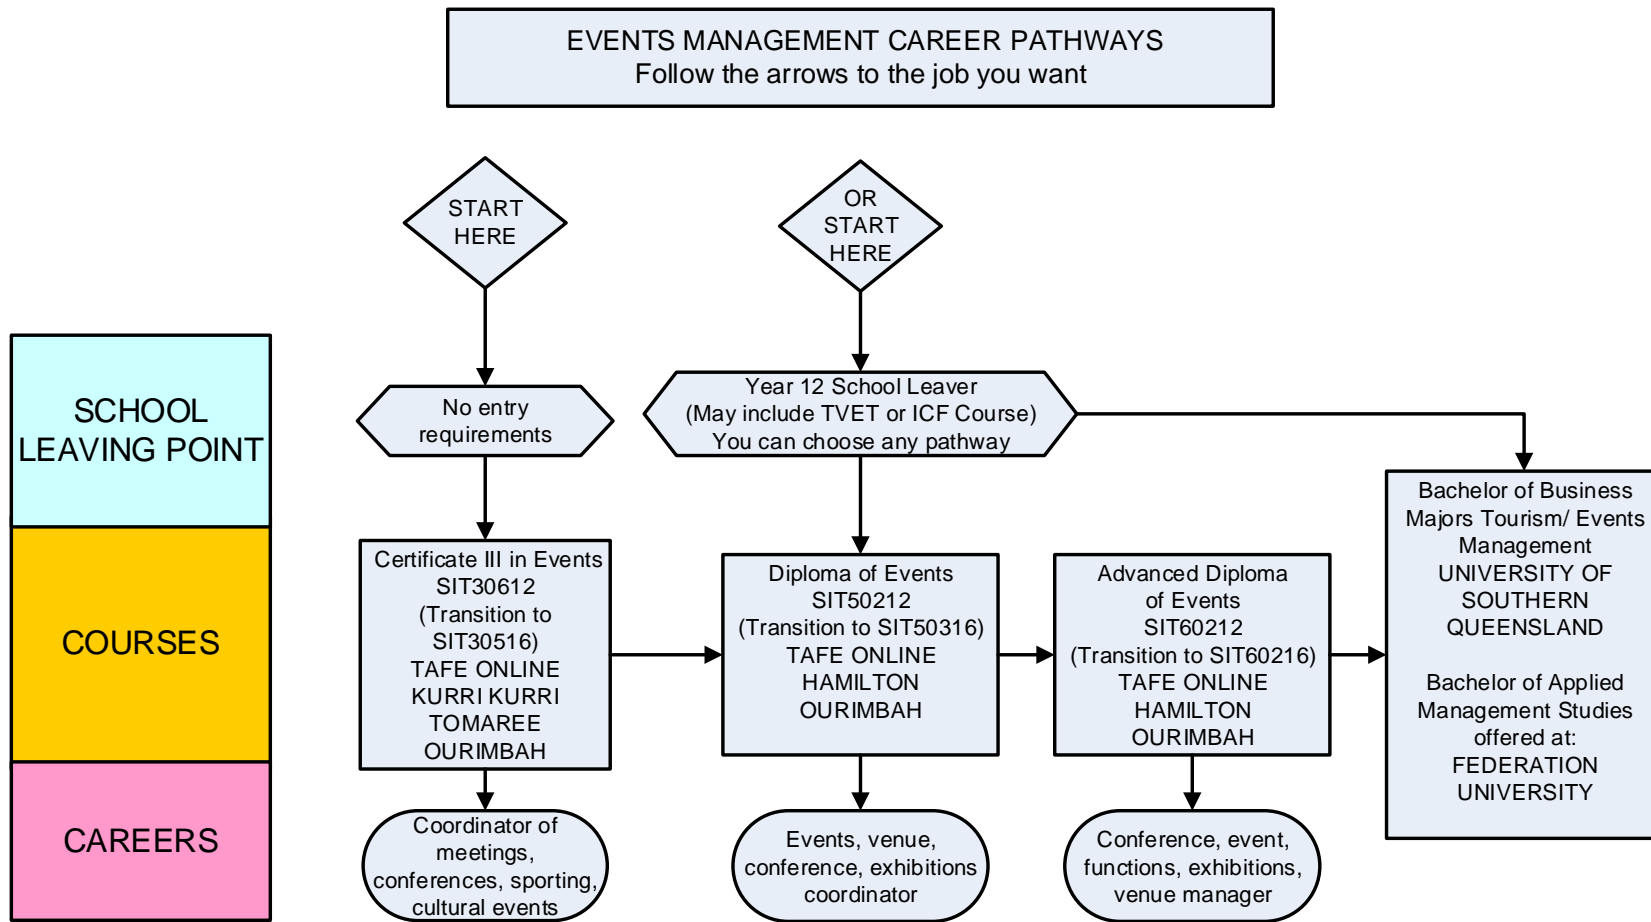 EVENTS MANAGEMENT CAREER PATHWAYS
Follow the arrows to the job you want
START
HERE
OR
START
HERE
SCHOOL
LEAVING POINT
No entry
requirements
Year 12 School Leaver
(May include TVET or ICF Course)
You can choose any pathway
COURSES
Certificate III in Events
SIT30612
(Transition to
SIT30516)
TAFE ONLINE
KURRI KURRI
TOMAREE
OURIMBAH
Diploma of Events
SIT50212
(Transition to SIT50316)
TAFE ONLINE
HAMILTON
OURIMBAH
Advanced Diploma
of Events
SIT60212
(Transition to SIT60216)
TAFE ONLINE
HAMILTON
OURIMBAH
Bachelor of Business
Majors Tourism/ Events
Management
UNIVERSITY OF
SOUTHERN
QUEENSLAND
Bachelor of Applied
Management Studies
offered at:
FEDERATION
UNIVERSITY
CAREERS
Coordinator of
meetings,
conferences, sporting,
cultural events
Events, venue,
conference, exhibitions
coordinator
Conference, event,
functions, exhibitions,
venue manager